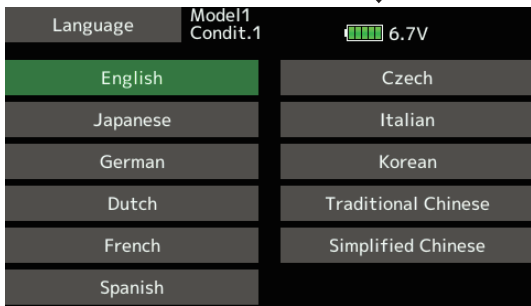 Language
Model1
Condit.1
6.7V
English
Czech
Japanese
Italian
German
Korean
Dutch
Traditional Chinese
French
Simplified Chinese
Spanish